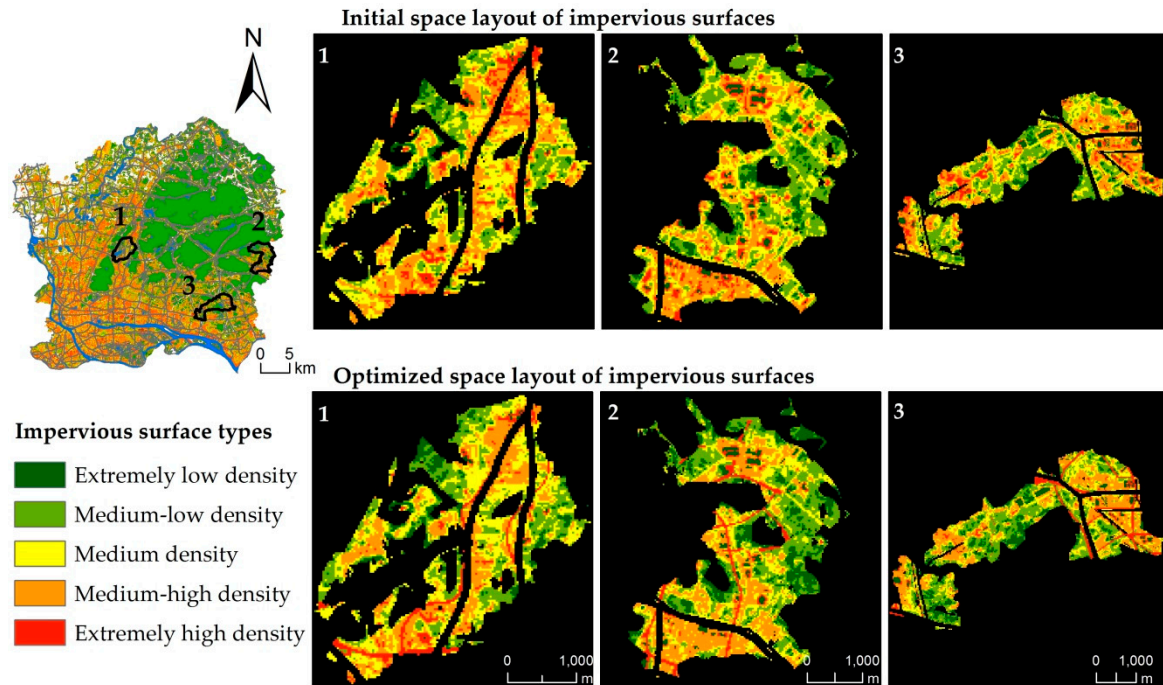 Initial space layout of impervious surfaces
N
1
2
3
1
2
3
0 5
km
Optimized space layout of impervious surfaces
1
2
3
0 1,000
m
0 1,000
m
0 1,000
m
Impervious surface types
Extremely low density
Medium-low density
Medium density
Medium-high density
Extremely high density